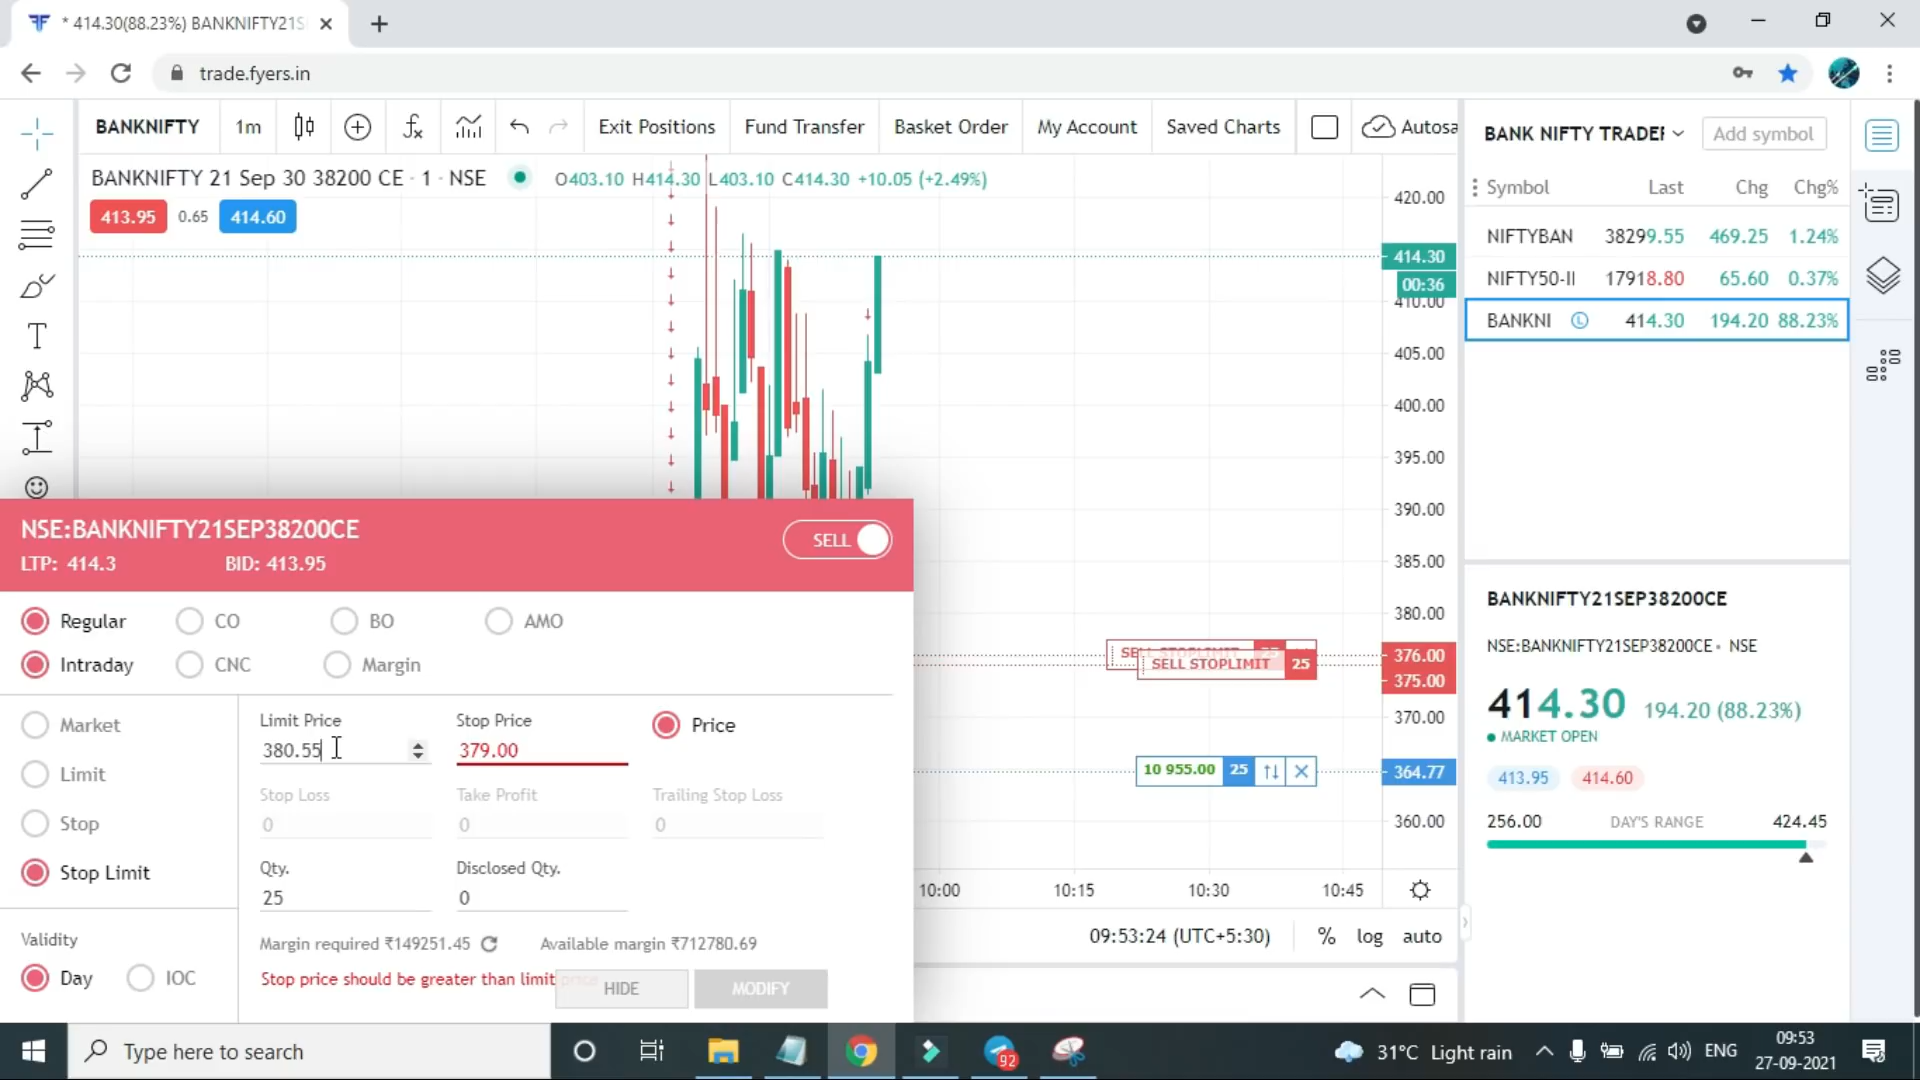 * 414.30(88.23%) BANKNIFTY21S
trade.fyers.in
BANKNIFTY
1m
Exit Positions
Fund Transfer
Basket Order
My Account
Saved Charts
Autosa
BANKNIFTY 21 Sep 30 38200 CE · 1 · NSE
O403.10 H414.30 L403.10 C414.30 +10.05 (+2.49%)
413.95 0.65 414.60
420.00
414.30
00:36
410.00
405.00
400.00
395.00
390.00
385.00
380.00
376.00
375.00
370.00
364.77
360.00
SELL STOPLIMIT 25
SELL STOPLIMIT 25
10 955.00 25
10:00 10:15 10:30 10:45
09:53:24 (UTC+5:30) % log auto
BANK NIFTY TRADER
Add symbol
Symbol Last Chg Chg%
NIFTYBAN 38299.55 469.25 1.24%
NIFTY50-II 17918.80 65.60 0.37%
BANKNI L 414.30 194.20 88.23%
BANKNIFTY21SEP38200CE
NSE:BANKNIFTY21SEP38200CE • NSE
414.30 194.20 (88.23%)
MARKET OPEN
413.95 414.60
256.00 DAY'S RANGE 424.45
NSE:BANKNIFTY21SEP38200CE
SELL
LTP: 414.3 BID: 413.95
Regular CO BO AMO
Intraday CNC Margin
Market
Limit
Stop
Stop Limit
Validity
Day IOC
Limit Price Stop Price Price
380.55 379.00
Stop Loss Take Profit Trailing Stop Loss
0 0 0
Qty. Disclosed Qty.
25 0
Margin required ₹149251.45 Available margin ₹712780.69
Stop price should be greater than limit price
HIDE MODIFY
Type here to search
92
31°C Light rain
ENG
09:53
27-09-2021